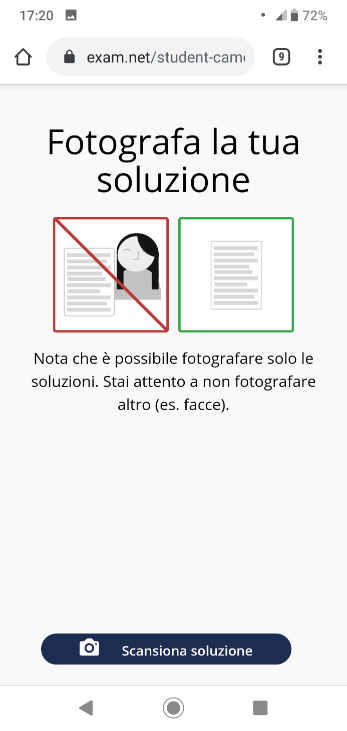 17:20
72%
exam.net/student-came
9
Fotografa la tua
soluzione
Nota che è possibile fotografare solo le
soluzioni. Stai attento a non fotografare
altro (es. facce).
Scansiona soluzione